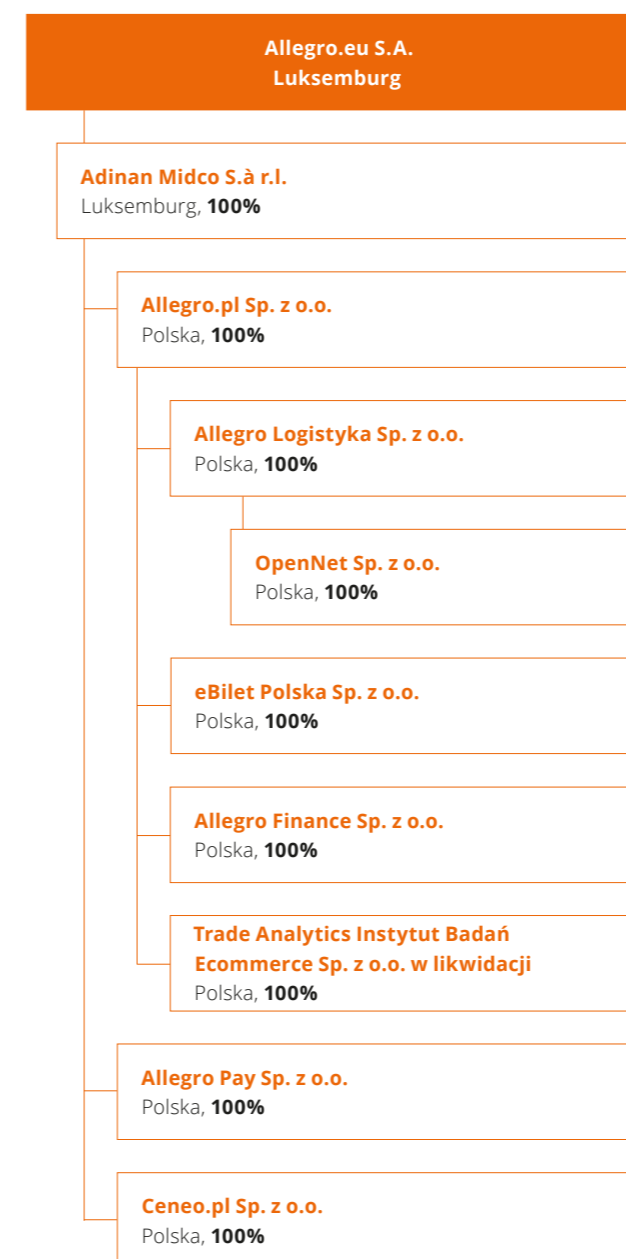 Allegro.eu S.A.
Luksemburg
Adinan Midco S.à r.l.
Luksemburg, 100%
Allegro.pl Sp. z o.o.
Polska, 100%
Allegro Logistyka Sp. z o.o.
Polska, 100%
OpenNet Sp. z o.o.
Polska, 100%
eBilet Polska Sp. z o.o.
Polska, 100%
Allegro Finance Sp. z o.o.
Polska, 100%
Trade Analytics Instytut Badań
Ecommerce Sp. z o.o. w likwidacji
Polska, 100%
Allegro Pay Sp. z o.o.
Polska, 100%
Ceneo.pl Sp. z o.o.
Polska, 100%